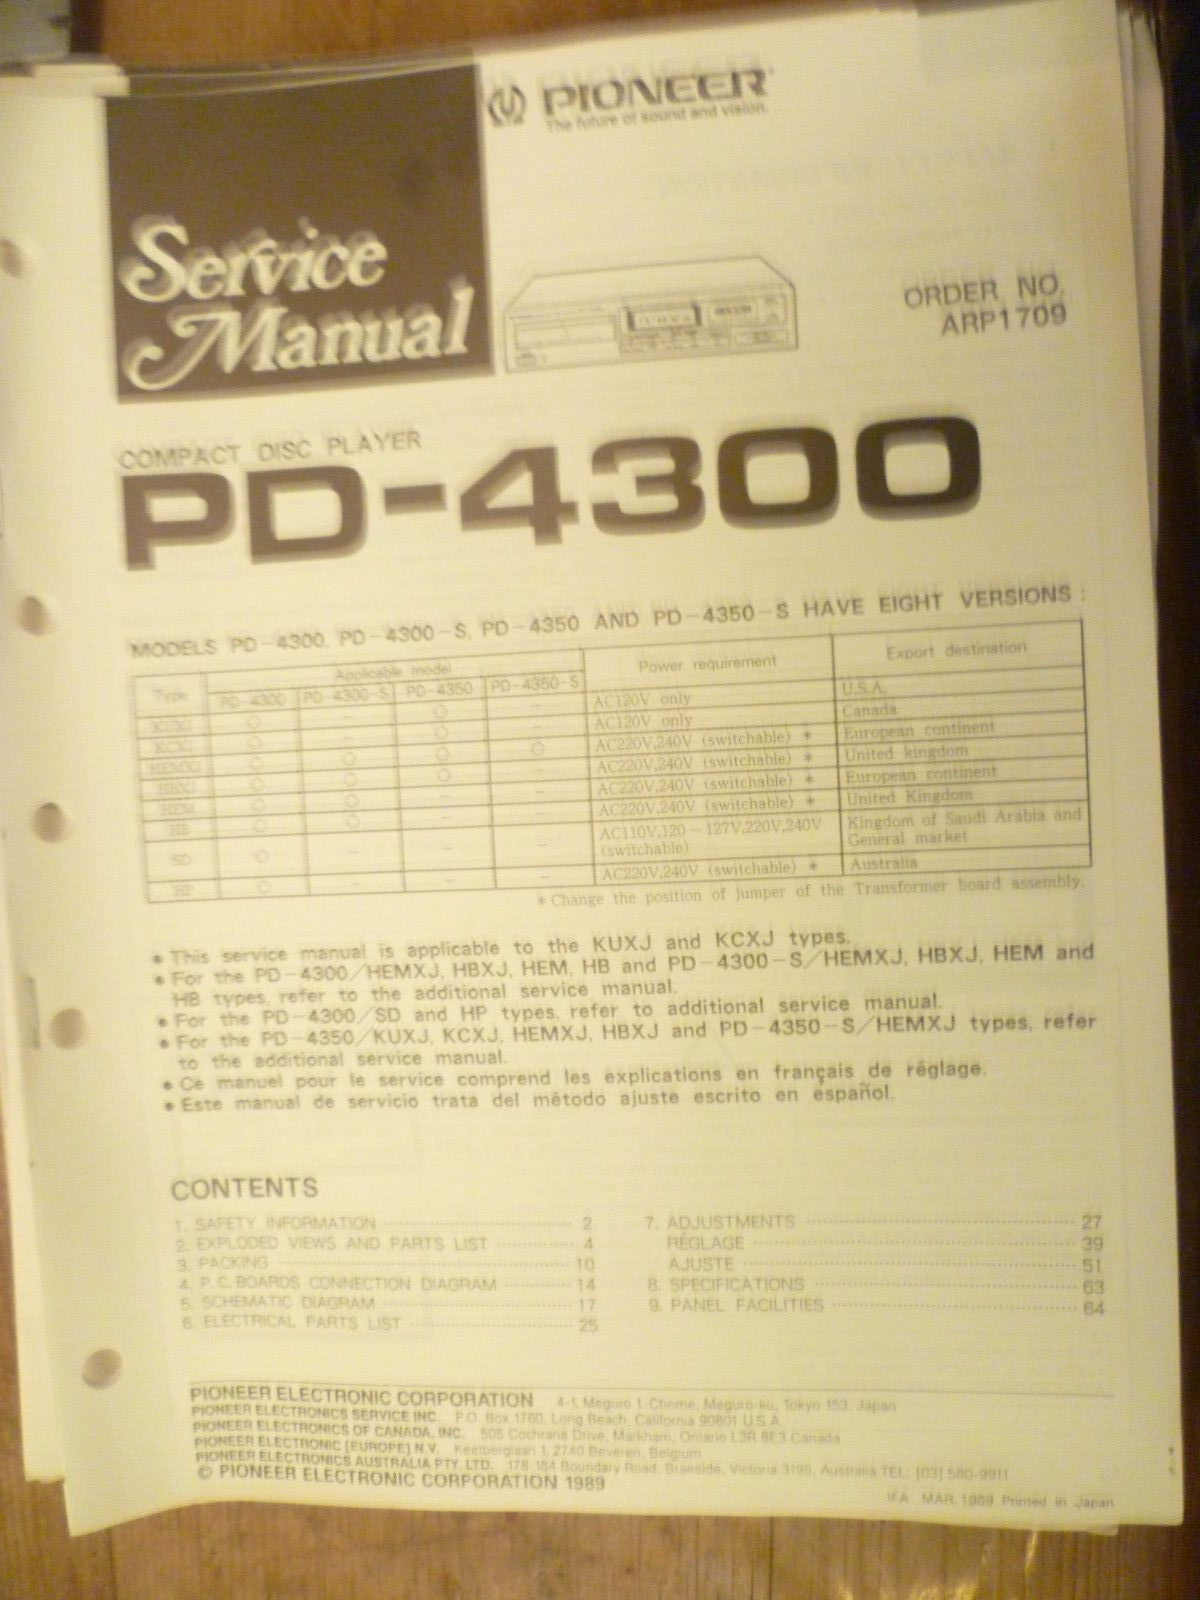 Service
Manual
PIONEER
The future of sound and vision.
ORDER NO.
ARP1709
COMPACT DISC PLAYER
PD-4300
MODELS PD-4300, PD-4300-S, PD-4350 AND PD-4350-S HAVE EIGHT VERSIONS:
Type Applicable model Power requirement Export destination
PD-4300 PD-4300-S PD-4350 PD-4350-S
KUXJ ○ - ○ - AC120V only U.S.A.
KCXJ ○ - ○ - AC120V only Canada
HEMXJ ○ ○ ○ ○ AC220V,240V (switchable) * European continent
HBXJ ○ ○ ○ - AC220V,240V (switchable) * United kingdom
HEM ○ ○ - - AC220V,240V (switchable) * European continent
HB ○ ○ - - AC220V,240V (switchable) * United Kingdom
SD ○ - - - AC110V,120-127V,220V,240V (switchable) Kingdom of Saudi Arabia and General market
HP ○ - - - AC220V,240V (switchable) * Australia
* Change the position of jumper of the Transformer board assembly.
• This service manual is applicable to the KUXJ and KCXJ types.
• For the PD-4300/HEMXJ, HBXJ, HEM, HB and PD-4300-S/HEMXJ, HBXJ, HEM and
HB types, refer to the additional service manual.
• For the PD-4300/SD and HP types, refer to additional service manual.
• For the PD-4350/KUXJ, KCXJ, HEMXJ, HBXJ and PD-4350-S/HEMXJ types, refer
to the additional service manual.
• Ce manuel pour le service comprend les explications en français de réglage.
• Este manual de servicio trata del método ajuste escrito en español.
CONTENTS
1. SAFETY INFORMATION 2
2. EXPLODED VIEWS AND PARTS LIST 4
3. PACKING 10
4. P.C. BOARDS CONNECTION DIAGRAM 14
5. SCHEMATIC DIAGRAM 17
6. ELECTRICAL PARTS LIST 25
7. ADJUSTMENTS 27
RÉGLAGE 39
AJUSTE 51
8. SPECIFICATIONS 63
9. PANEL FACILITIES 64
PIONEER ELECTRONIC CORPORATION 4-1, Meguro 1-Chome, Meguro-ku, Tokyo 153, Japan
PIONEER ELECTRONICS SERVICE INC. P.O. Box 1760, Long Beach, California 90801 U.S.A.
PIONEER ELECTRONICS OF CANADA, INC. 505 Cochrane Drive, Markham, Ontario L3R 8E3 Canada
PIONEER ELECTRONIC [EUROPE] N.V. Keetberglaan 1, 2740 Beveren, Belgium
PIONEER ELECTRONICS AUSTRALIA PTY. LTD. 178-184 Boundary Road, Braeside, Victoria 3195, Australia TEL: [03] 580-9911
© PIONEER ELECTRONIC CORPORATION 1989
IFA MAR. 1989 Printed in Japan